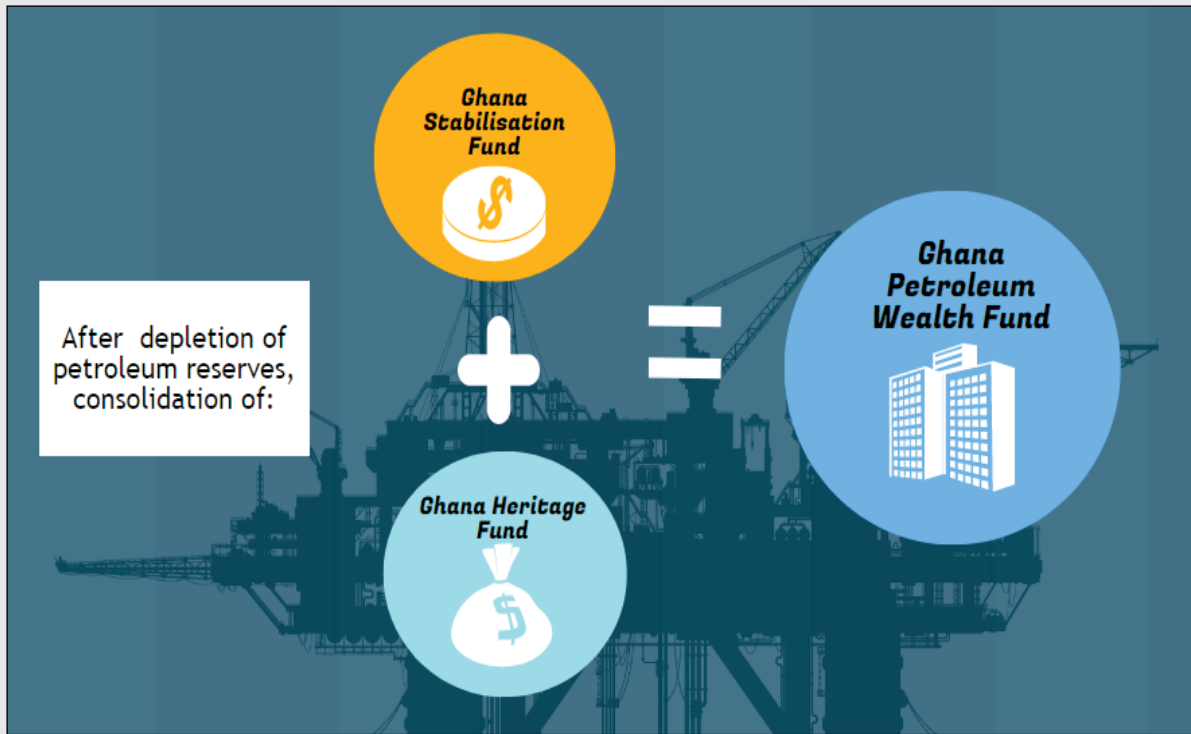 After depletion of
petroleum reserves,
consolidation of:
Ghana
Stabilisation
Fund
$
+
Ghana Heritage
Fund
$
=
Ghana
Petroleum
Wealth Fund